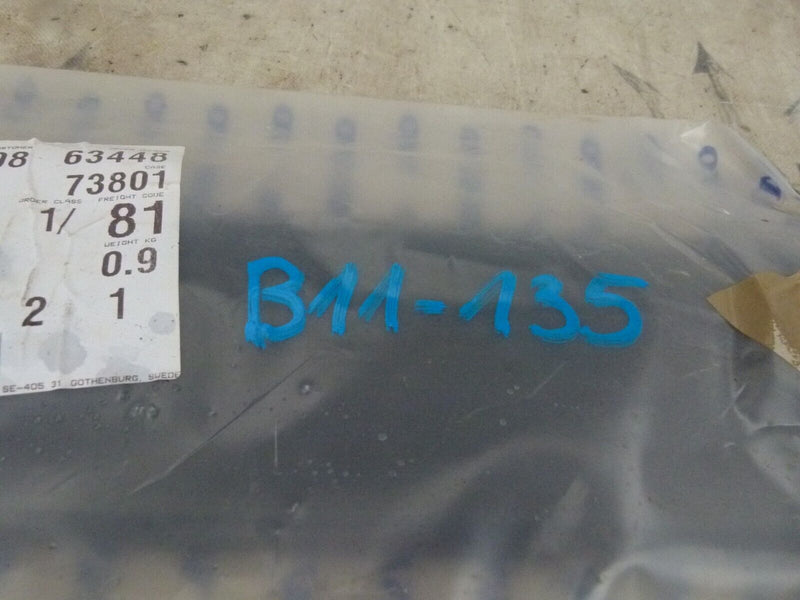 98 63448
CASE
73801
ORDER CLASS FREIGHT CODE
1/ 81
WEIGHT KG
0.9
2 1
SE-405 31 GOTHENBURG, SWEDE
B11-135